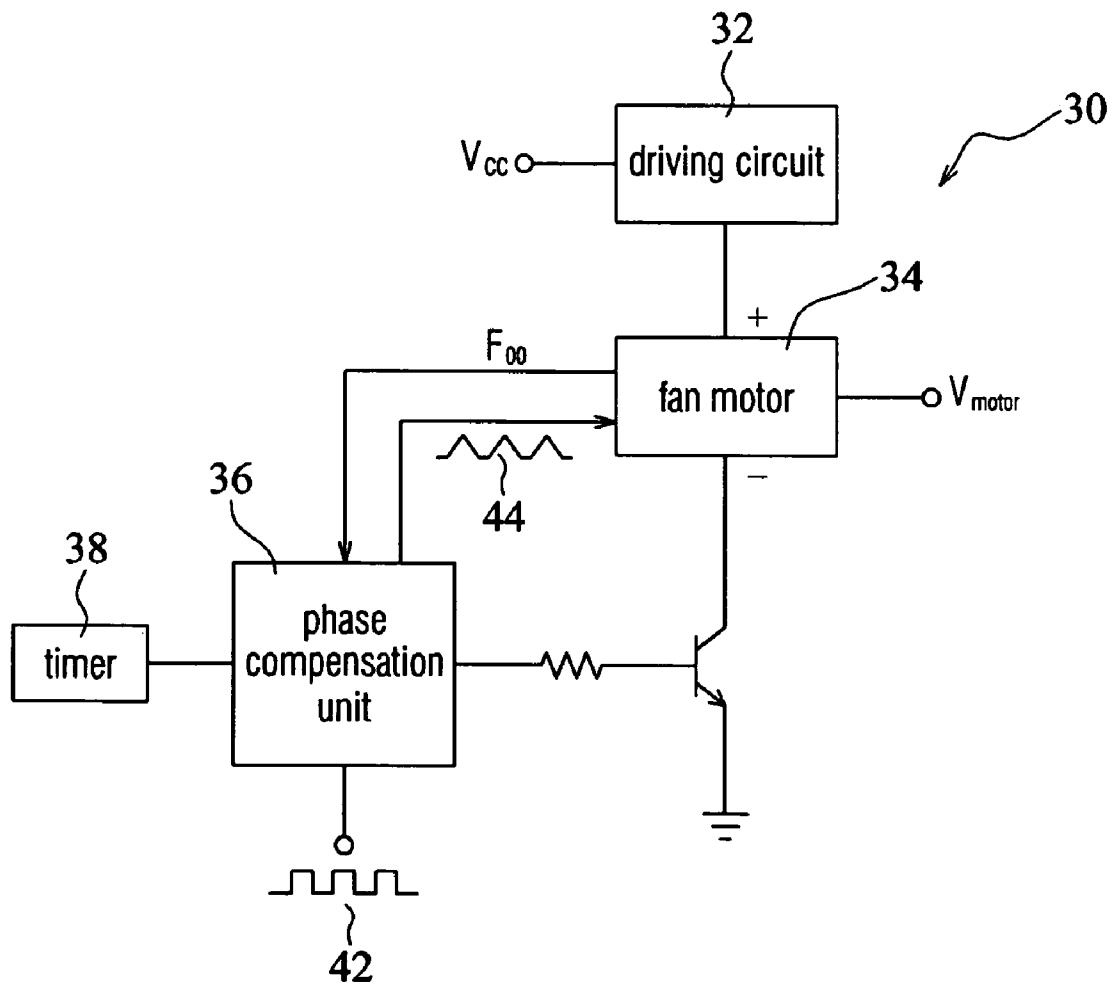 32
30
Vcc
driving circuit
34
+
F00
fan motor
Vmotor
−
44
36
38
timer
phase
compensation
unit
42